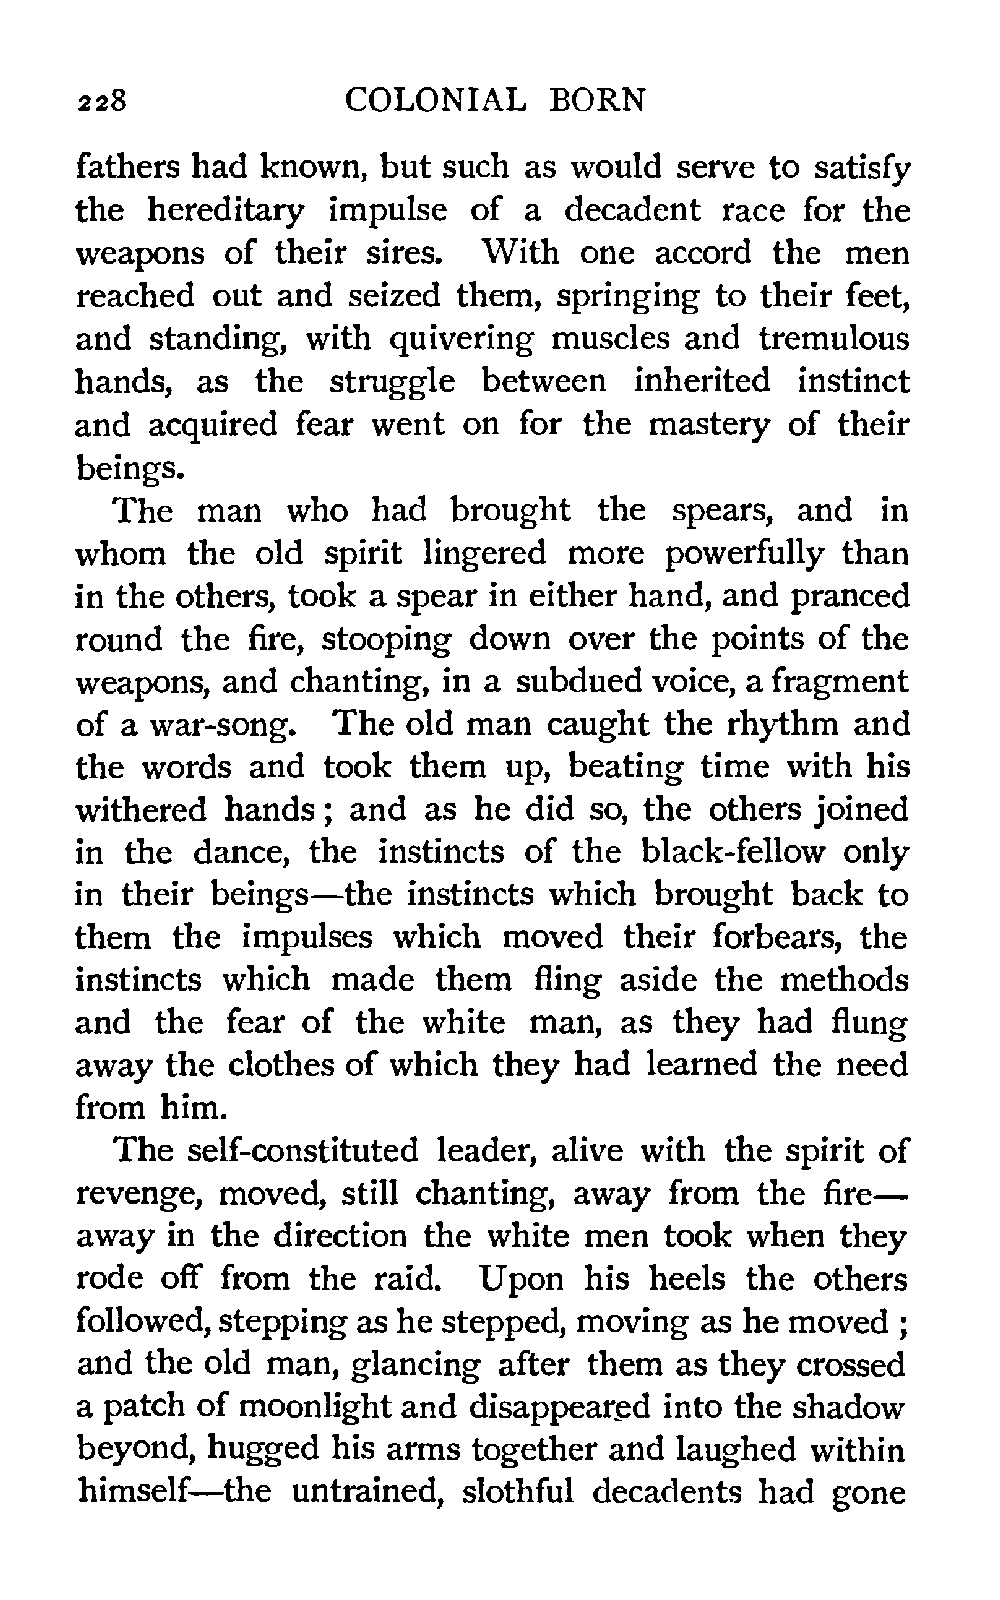 228 COLONIAL BORN
fathers had known, but such as would serve to satisfy
the hereditary impulse of a decadent race for the
weapons of their sires. With one accord the men
reached out and seized them, springing to their feet,
and standing, with quivering muscles and tremulous
hands, as the struggle between inherited instinct
and acquired fear went on for the mastery of their
beings.
The man who had brought the spears, and in
whom the old spirit lingered more powerfully than
in the others, took a spear in either hand, and pranced
round the fire, stooping down over the points of the
weapons, and chanting, in a subdued voice, a fragment
of a war-song. The old man caught the rhythm and
the words and took them up, beating time with his
withered hands ; and as he did so, the others joined
in the dance, the instincts of the black-fellow only
in their beings—the instincts which brought back to
them the impulses which moved their forbears, the
instincts which made them fling aside the methods
and the fear of the white man, as they had flung
away the clothes of which they had learned the need
from him.
The self-constituted leader, alive with the spirit of
revenge, moved, still chanting, away from the fire—
away in the direction the white men took when they
rode off from the raid. Upon his heels the others
followed, stepping as he stepped, moving as he moved ;
and the old man, glancing after them as they crossed
a patch of moonlight and disappeared into the shadow
beyond, hugged his arms together and laughed within
himself—the untrained, slothful decadents had gone